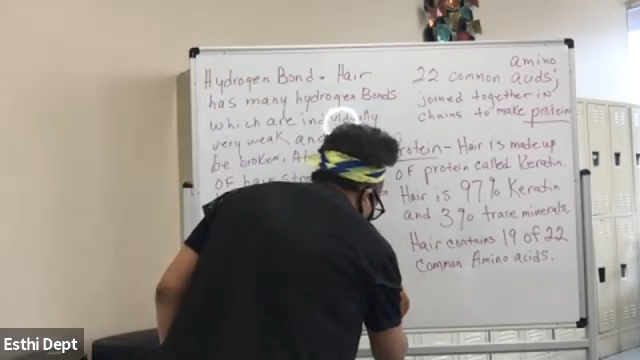 Hydrogen Bond - Hair
has many hydrogen Bonds
which are individually
very weak and
be broken.
of hair
amino
22 common acids;
joined together in
chains to make protein
Protein - Hair is made up
of protein called Keratin.
Hair is 97% Keratin
and 3% trace minerals,
Hair contains 19 of 22
Common Amino acids.
Esthi Dept